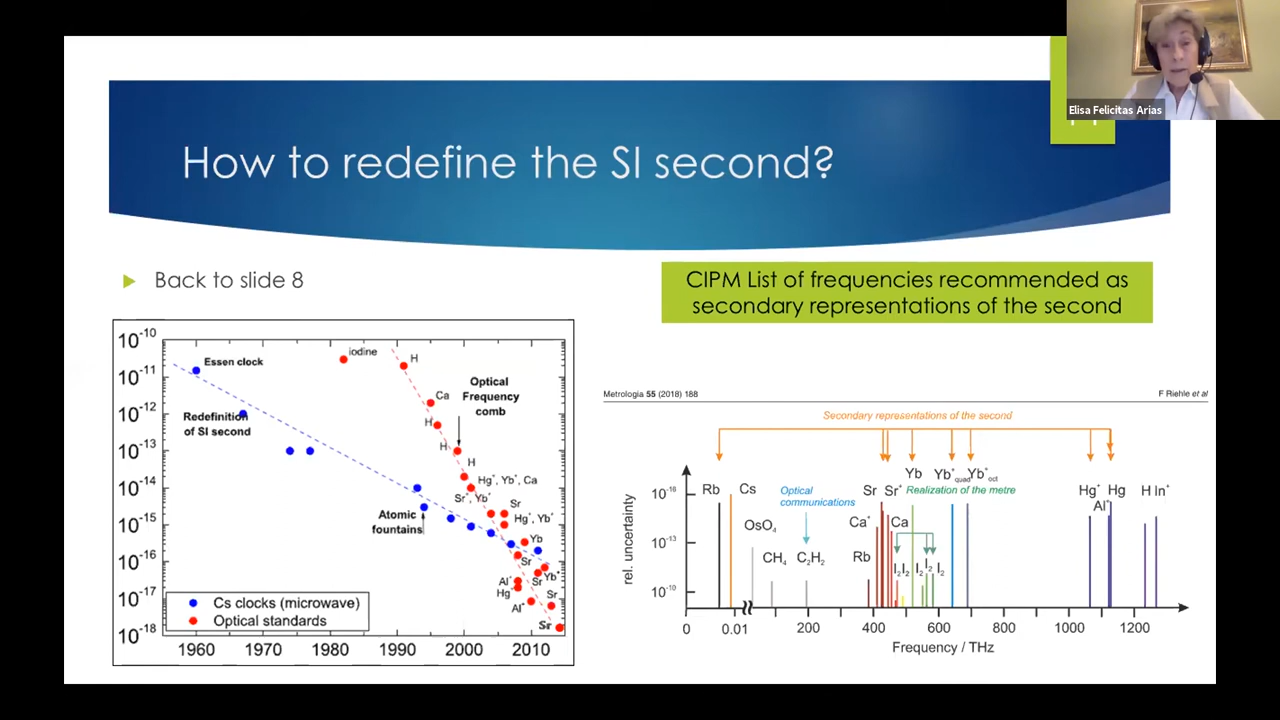 Elisa Felicitas Arias
How to redefine the SI second?
Back to slide 8
CIPM List of frequencies recommended as
secondary representations of the second
10⁻¹⁰
10⁻¹¹
10⁻¹²
10⁻¹³
10⁻¹⁴
10⁻¹⁵
10⁻¹⁶
10⁻¹⁷
10⁻¹⁸
Essen clock
iodine
H
Optical
Frequency
comb
Ca
Redefinition
of SI second
H
H
H
Hg⁺, Yb⁺, Ca
Sr⁺, Yb⁺
Sr
Hg⁺, Yb⁺
Atomic
fountains
Yb
Sr
Yb⁺
Al⁺
Sr
Hg⁺
Sr
Al⁺
Sr
Cs clocks (microwave)
Optical standards
1960 1970 1980 1990 2000 2010
Metrologia 55 (2018) 188
F Riehle et al
Secondary representations of the second
rel. uncertainty
10⁻¹⁶
10⁻¹³
10⁻¹⁰
Rb Cs
Optical
communications
OsO₄
CH₄
C₂H₂
Sr Sr⁺
Yb Yb⁺quad Yb⁺oct
Realization of the metre
Hg⁺ Hg H In⁺
Al⁺
Ca⁺ Ca
Rb
I₂ I₂ I₂ I₂ I₂
0 0.01 200 400 600 800 1000 1200
Frequency / THz